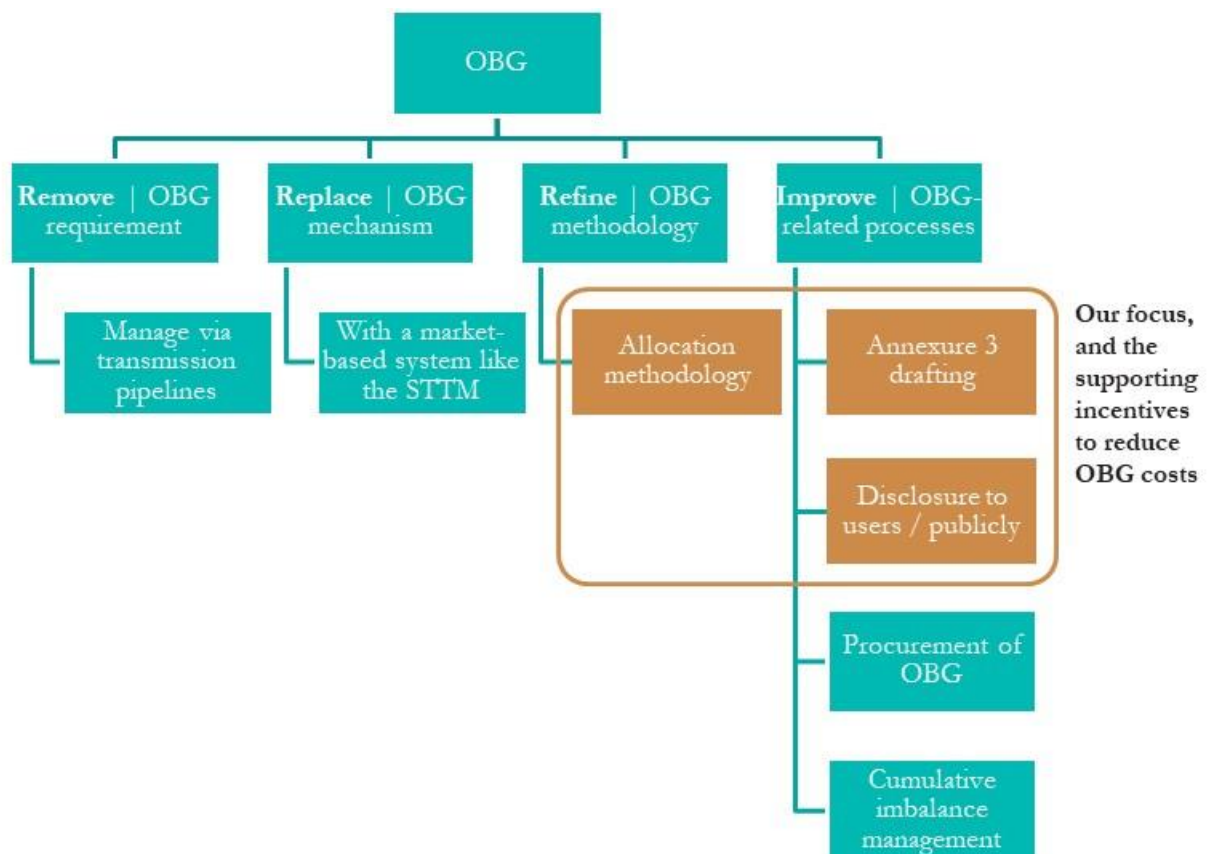 OBG
Remove | OBG
requirement
Replace | OBG
mechanism
Refine | OBG
methodology
Improve | OBG-
related processes
Manage via
transmission
pipelines
With a market-
based system like
the STTM
Allocation
methodology
Annexure 3
drafting
Our focus,
and the
supporting
incentives
to reduce
OBG costs
Disclosure to
users / publicly
Procurement of
OBG
Cumulative
imbalance
management